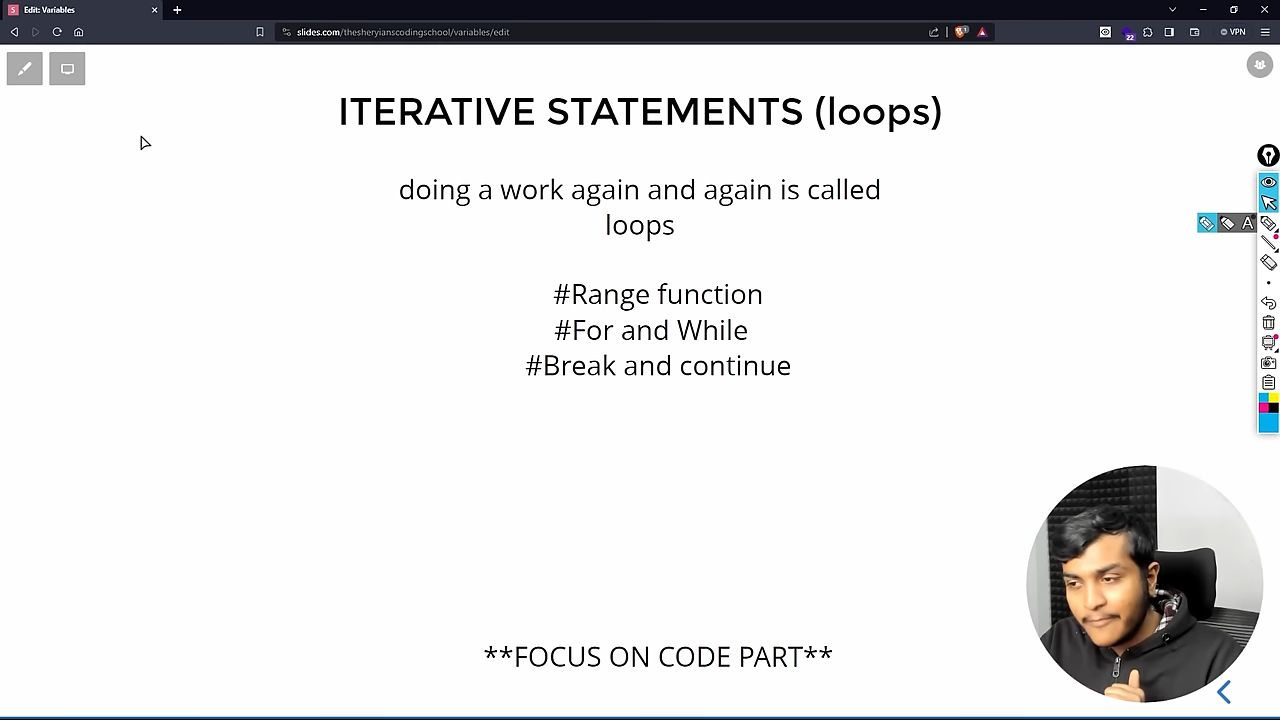 Edit: Variables
slides.com/thesheryianscodingschool/variables/edit
VPN
22
ITERATIVE STATEMENTS (loops)
doing a work again and again is called
loops
#Range function
#For and While
#Break and continue
A
**FOCUS ON CODE PART**